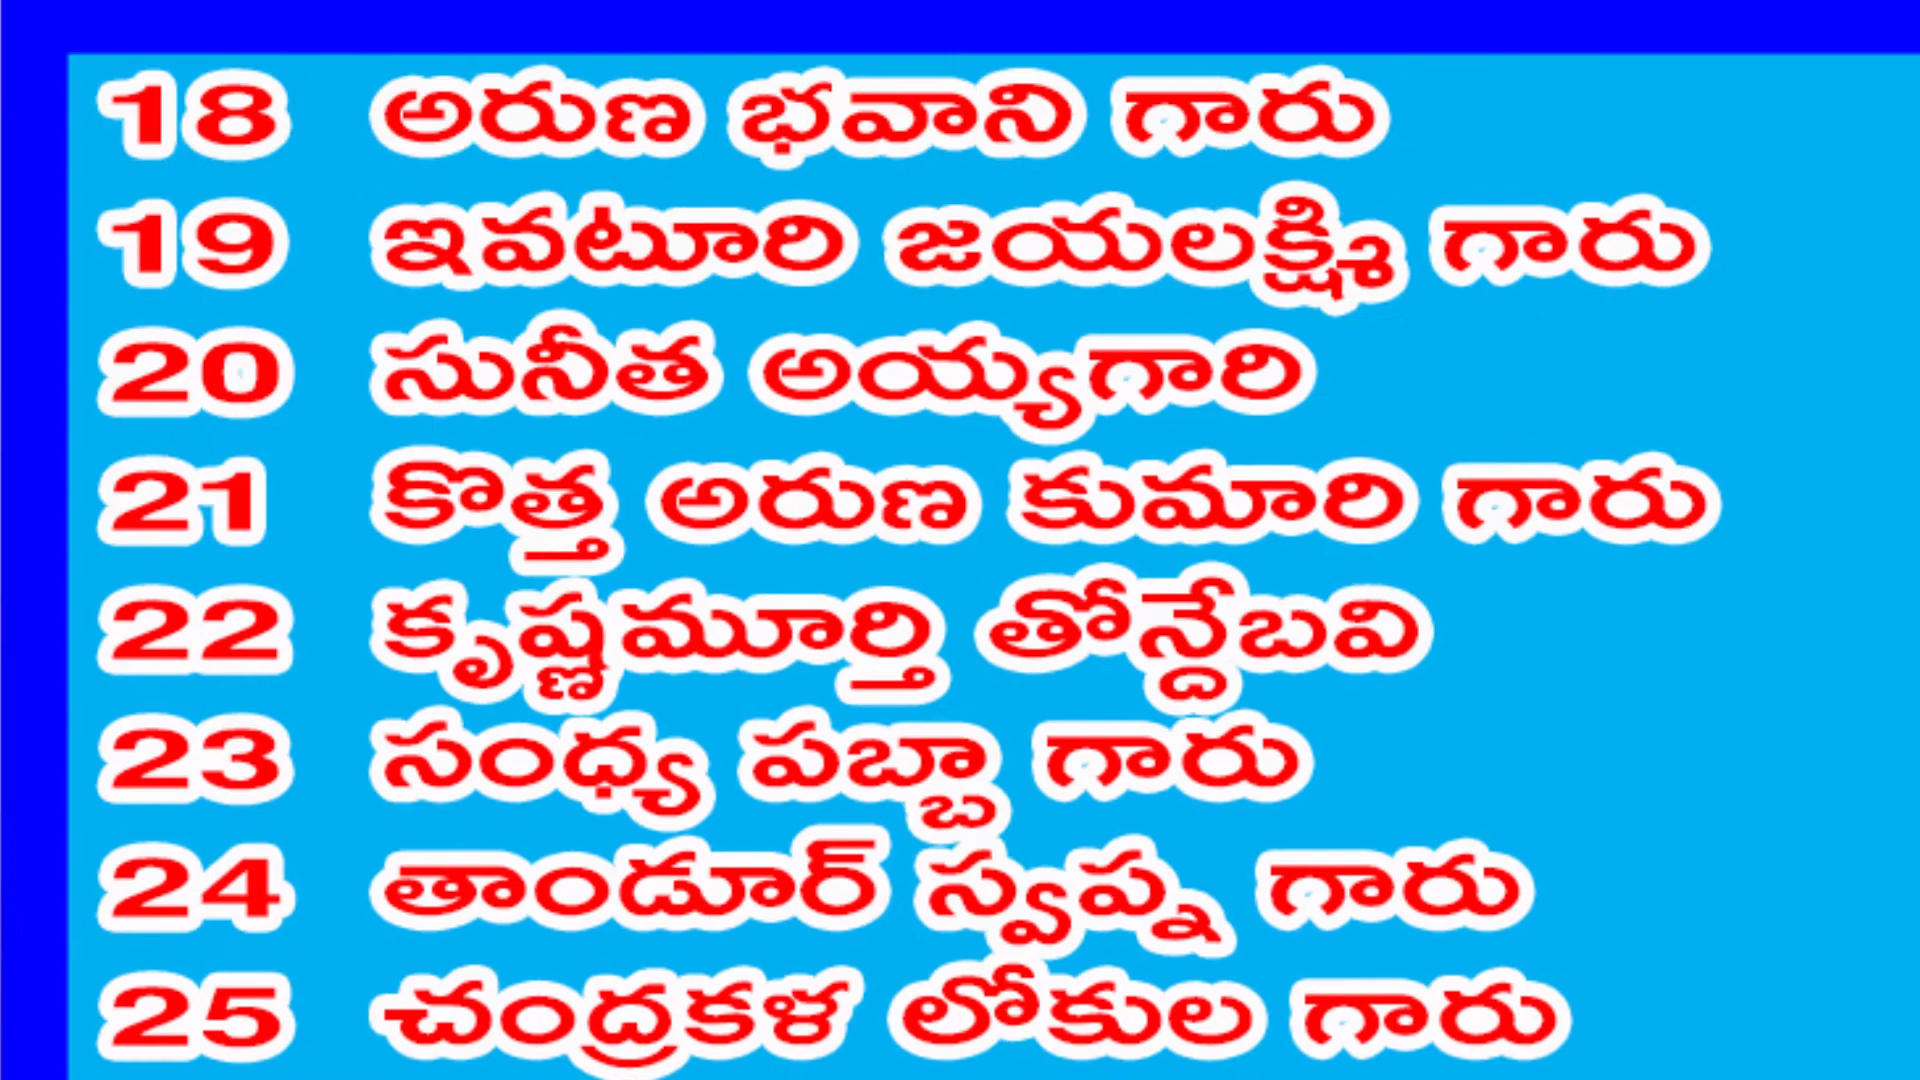 18 అరుణ భవాని గారు
19 ఇవటూరి జయలక్ష్మి గారు
20 సునీత అయ్యగారి
21 కొత్త అరుణ కుమారి గారు
22 కృష్ణమూర్తి తోన్దేబవి
23 సంధ్య పబ్బా గారు
24 తాండూర్ స్వప్న గారు
25 చంద్రకళ లోకుల గారు